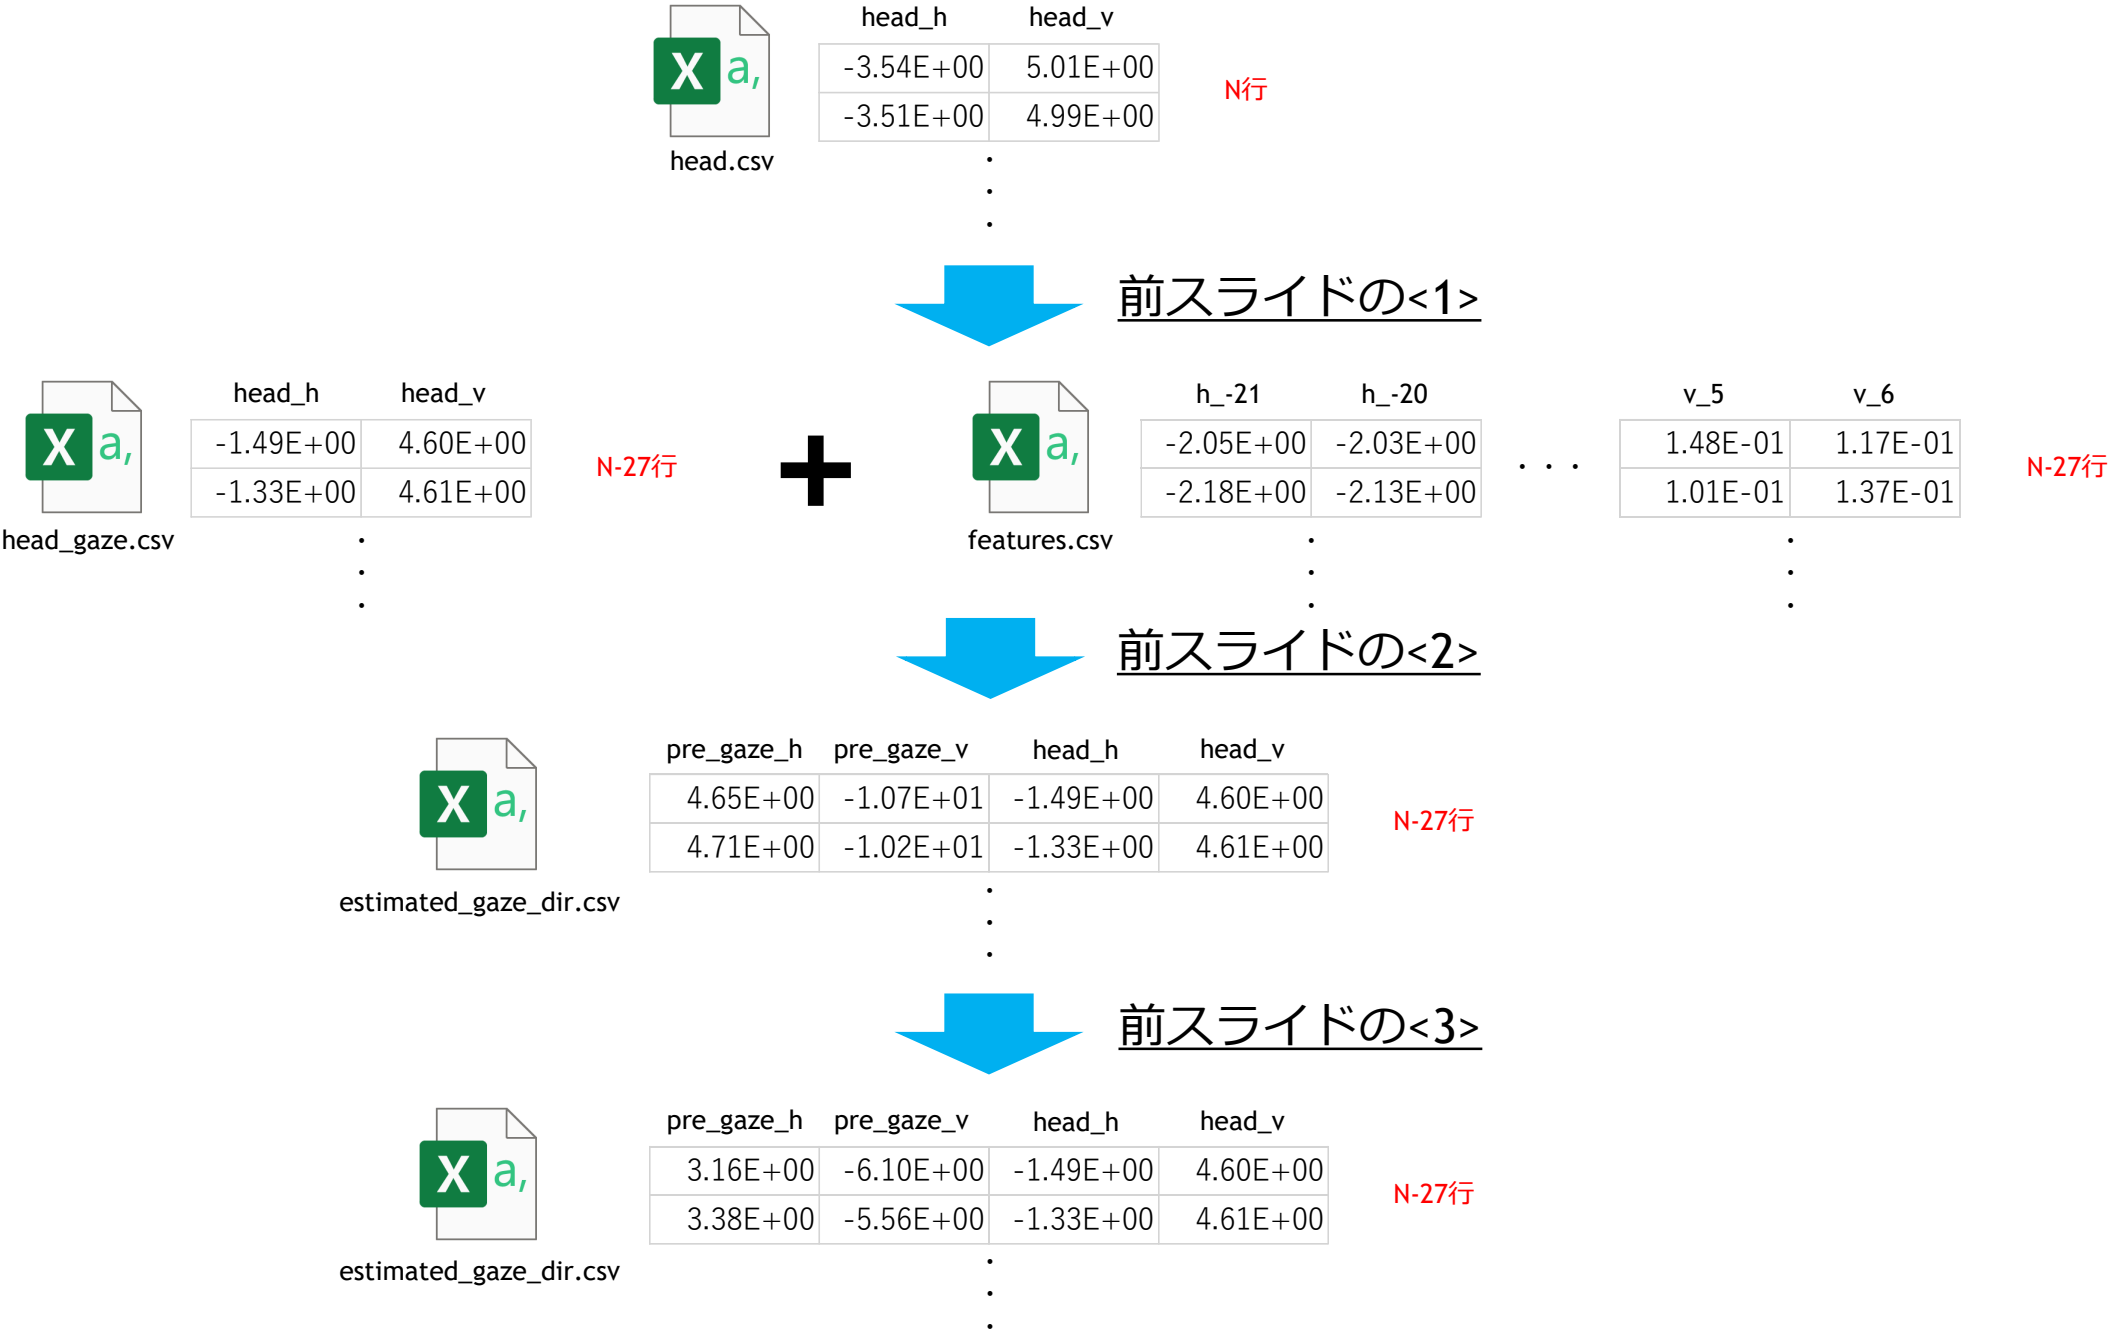 head_h head_v
-3.54E+00 5.01E+00
-3.51E+00 4.99E+00
N行
X a,
head.csv
前スライドの<1>
head_h head_v
-1.49E+00 4.60E+00
-1.33E+00 4.61E+00
N-27行
X a,
head_gaze.csv
+
h_-21 h_-20 v_5 v_6
-2.05E+00 -2.03E+00 ・・・ 1.48E-01 1.17E-01
-2.18E+00 -2.13E+00 1.01E-01 1.37E-01
N-27行
X a,
features.csv
前スライドの<2>
pre_gaze_h pre_gaze_v head_h head_v
4.65E+00 -1.07E+01 -1.49E+00 4.60E+00
4.71E+00 -1.02E+01 -1.33E+00 4.61E+00
N-27行
X a,
estimated_gaze_dir.csv
前スライドの<3>
pre_gaze_h pre_gaze_v head_h head_v
3.16E+00 -6.10E+00 -1.49E+00 4.60E+00
3.38E+00 -5.56E+00 -1.33E+00 4.61E+00
N-27行
X a,
estimated_gaze_dir.csv